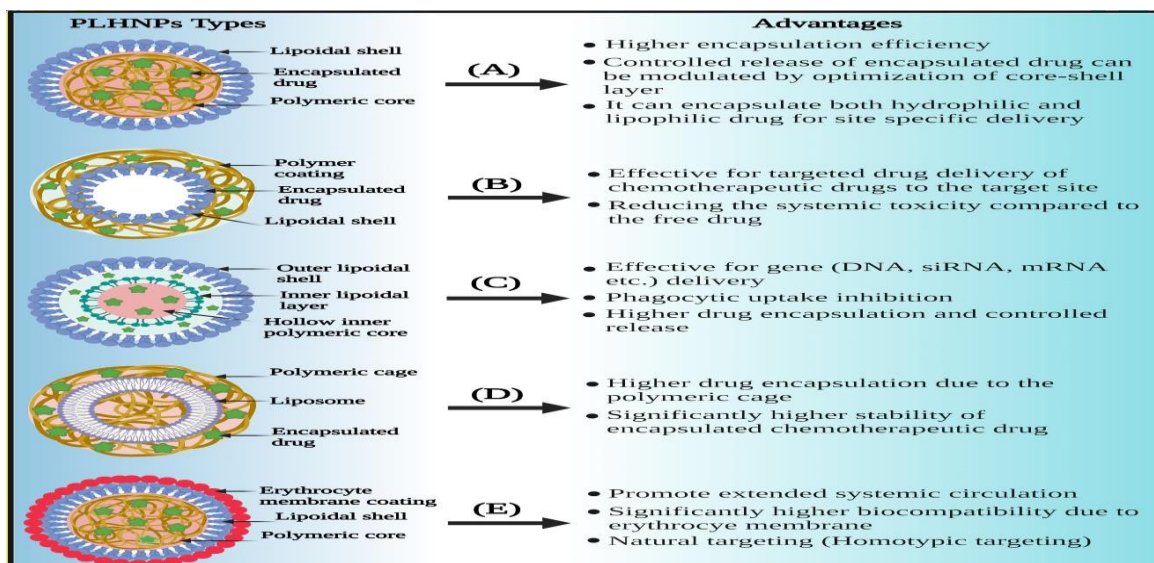 PLHNPs Types
Advantages
Lipoidal shell
Encapsulated
drug
Polymeric core
(A)
• Higher encapsulation efficiency
• Controlled release of encapsulated drug can
be modulated by optimization of core-shell
layer
• It can encapsulate both hydrophilic and
lipophilic drug for site specific delivery
Polymer
coating
Encapsulated
drug
Lipoidal shell
(B)
• Effective for targeted drug delivery of
chemotherapeutic drugs to the target site
• Reducing the systemic toxicity compared to
the free drug
Outer lipoidal
shell
Inner lipoidal
layer
Hollow inner
polymeric core
(C)
• Effective for gene (DNA, siRNA, mRNA
etc.) delivery
• Phagocytic uptake inhibition
• Higher drug encapsulation and controlled
release
Polymeric cage
Liposome
Encapsulated
drug
(D)
• Higher drug encapsulation due to the
polymeric cage
• Significantly higher stability of
encapsulated chemotherapeutic drug
Erythrocyte
membrane coating
Lipoidal shell
Polymeric core
(E)
• Promote extended systemic circulation
• Significantly higher biocompatibility due to
erythrocye membrane
• Natural targeting (Homotypic targeting)